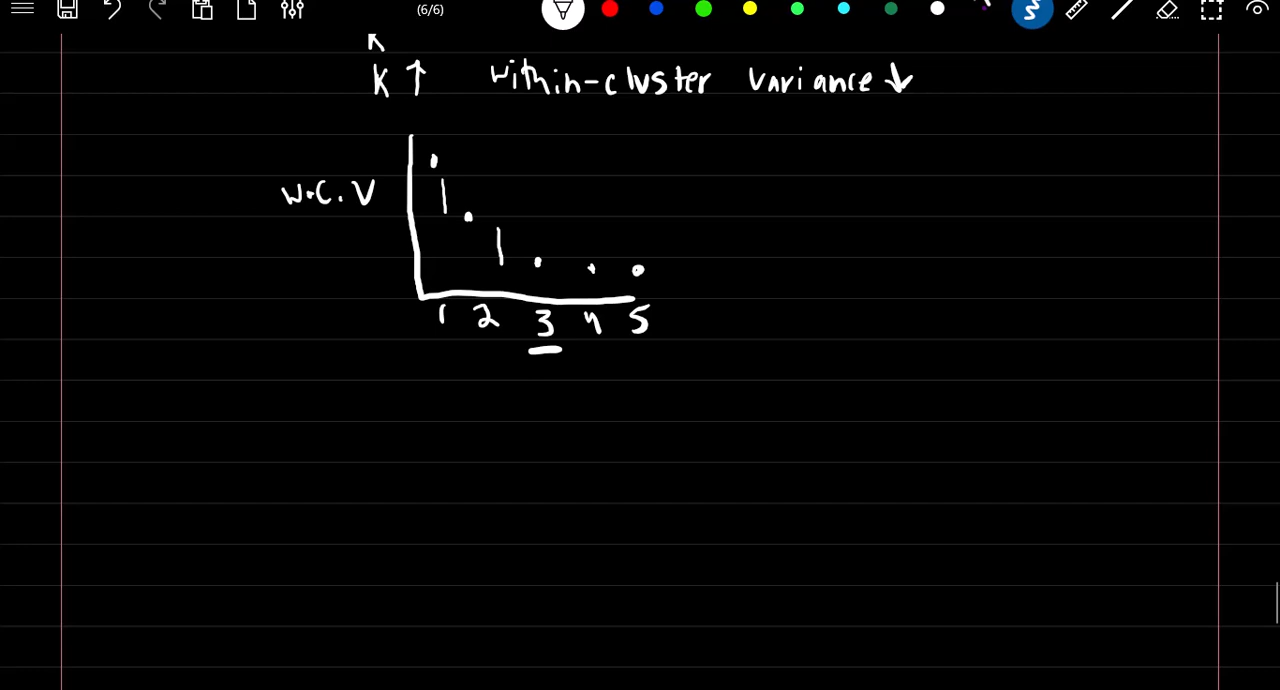 (6/6)
K ↑ within-cluster variance ↓
W.C.V
1 2 3 4 5